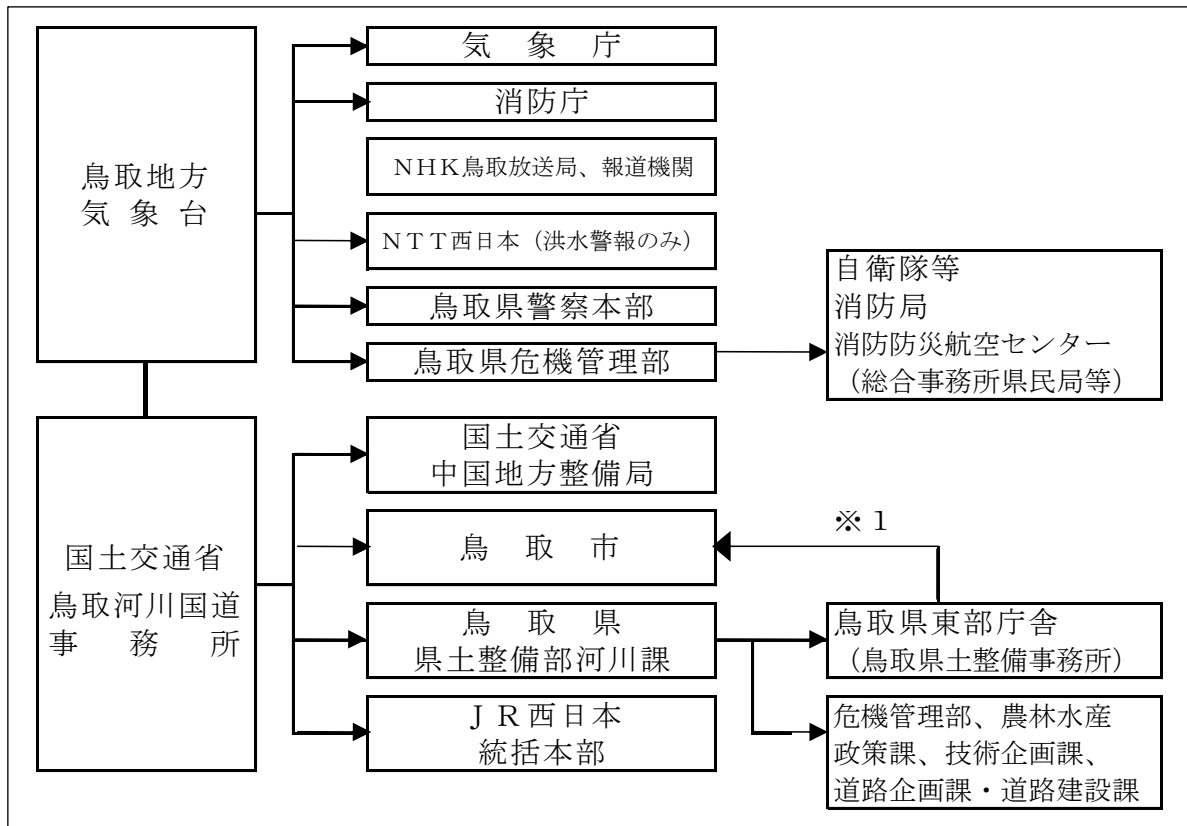 鳥取地方
気象台
気象庁
消防庁
NHK鳥取放送局、報道機関
NTT西日本（洪水警報のみ）
鳥取県警察本部
鳥取県危機管理部
自衛隊等
消防局
消防防災航空センター
（総合事務所県民局等）
国土交通省
鳥取河川国道
事務所
国土交通省
中国地方整備局
鳥取市
※1
鳥取県
県土整備部河川課
鳥取県東部庁舎
（鳥取県土整備事務所）
JR西日本
統括本部
危機管理部、農林水産
政策課、技術企画課、
道路企画課・道路建設課